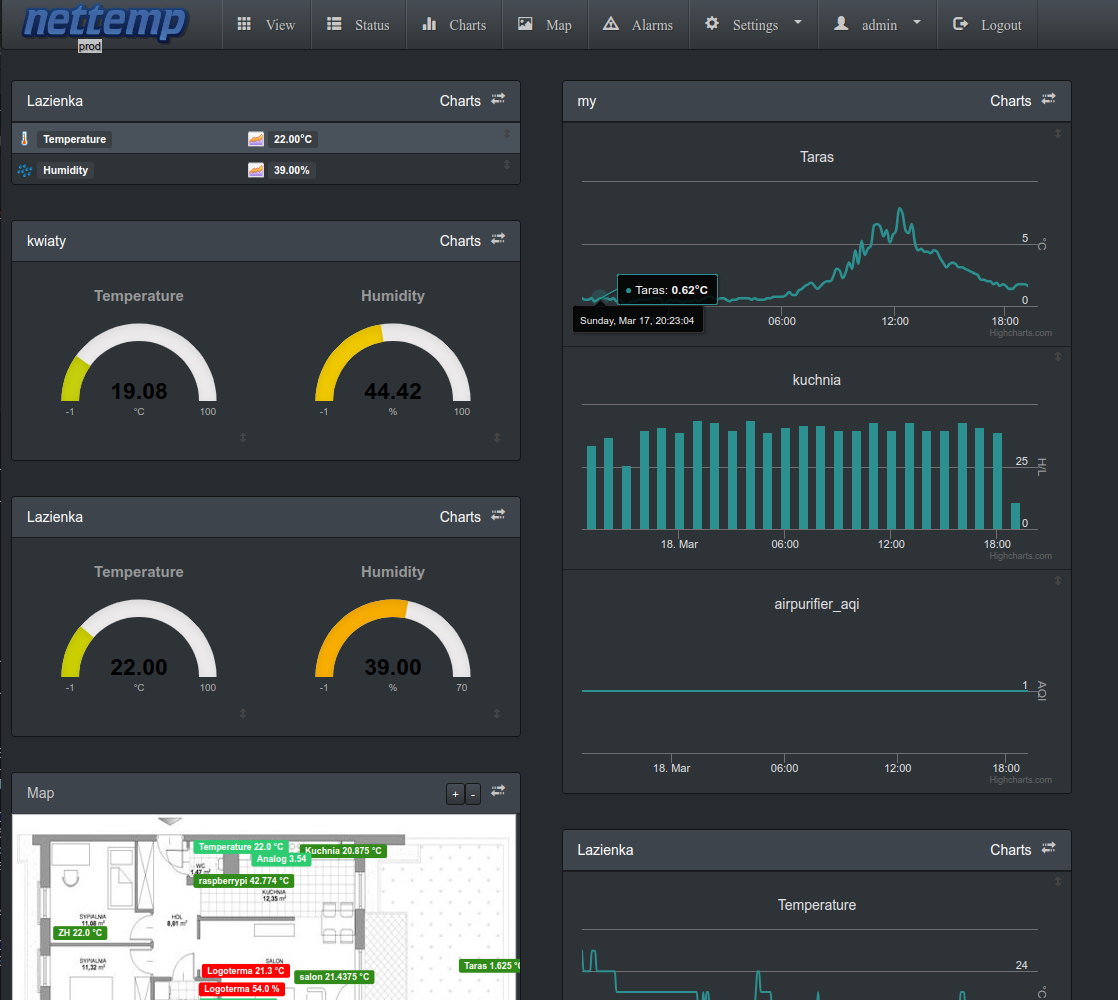 nettemp
prod
View
Status
Charts
Map
Alarms
Settings
admin
Logout
Lazienka
Charts
Temperature
22.00°C
Humidity
39.00%
kwiaty
Charts
Temperature
Humidity
19.08
44.42
-1
°C
100
-1
%
100
Lazienka
Charts
Temperature
Humidity
22.00
39.00
-1
°C
100
-1
%
70
Map
+
-
Temperature 22.0 °C
Kuchnia 20.875 °C
Analog 3.54
WC
raspberrypi 42.774 °C
KUCHNIA
12,35 m²
SYPIALNIA
11,08 m²
HOL
8,01 m²
ZH 22.0 °C
SYPIALNIA
11,32 m²
SALON
Logoterma 21.3 °C
salon 21.4375 °C
Taras 1.625 °C
Logoterma 54.0 %
my
Charts
Taras
5
°C
Taras: 0.62°C
0
Sunday, Mar 17, 20:23:04
06:00
12:00
18:00
Highcharts.com
kuchnia
25
H/L
0
18. Mar
06:00
12:00
18:00
Highcharts.com
airpurifier_aqi
1
AQI
18. Mar
06:00
12:00
18:00
Highcharts.com
Lazienka
Charts
Temperature
24
°C